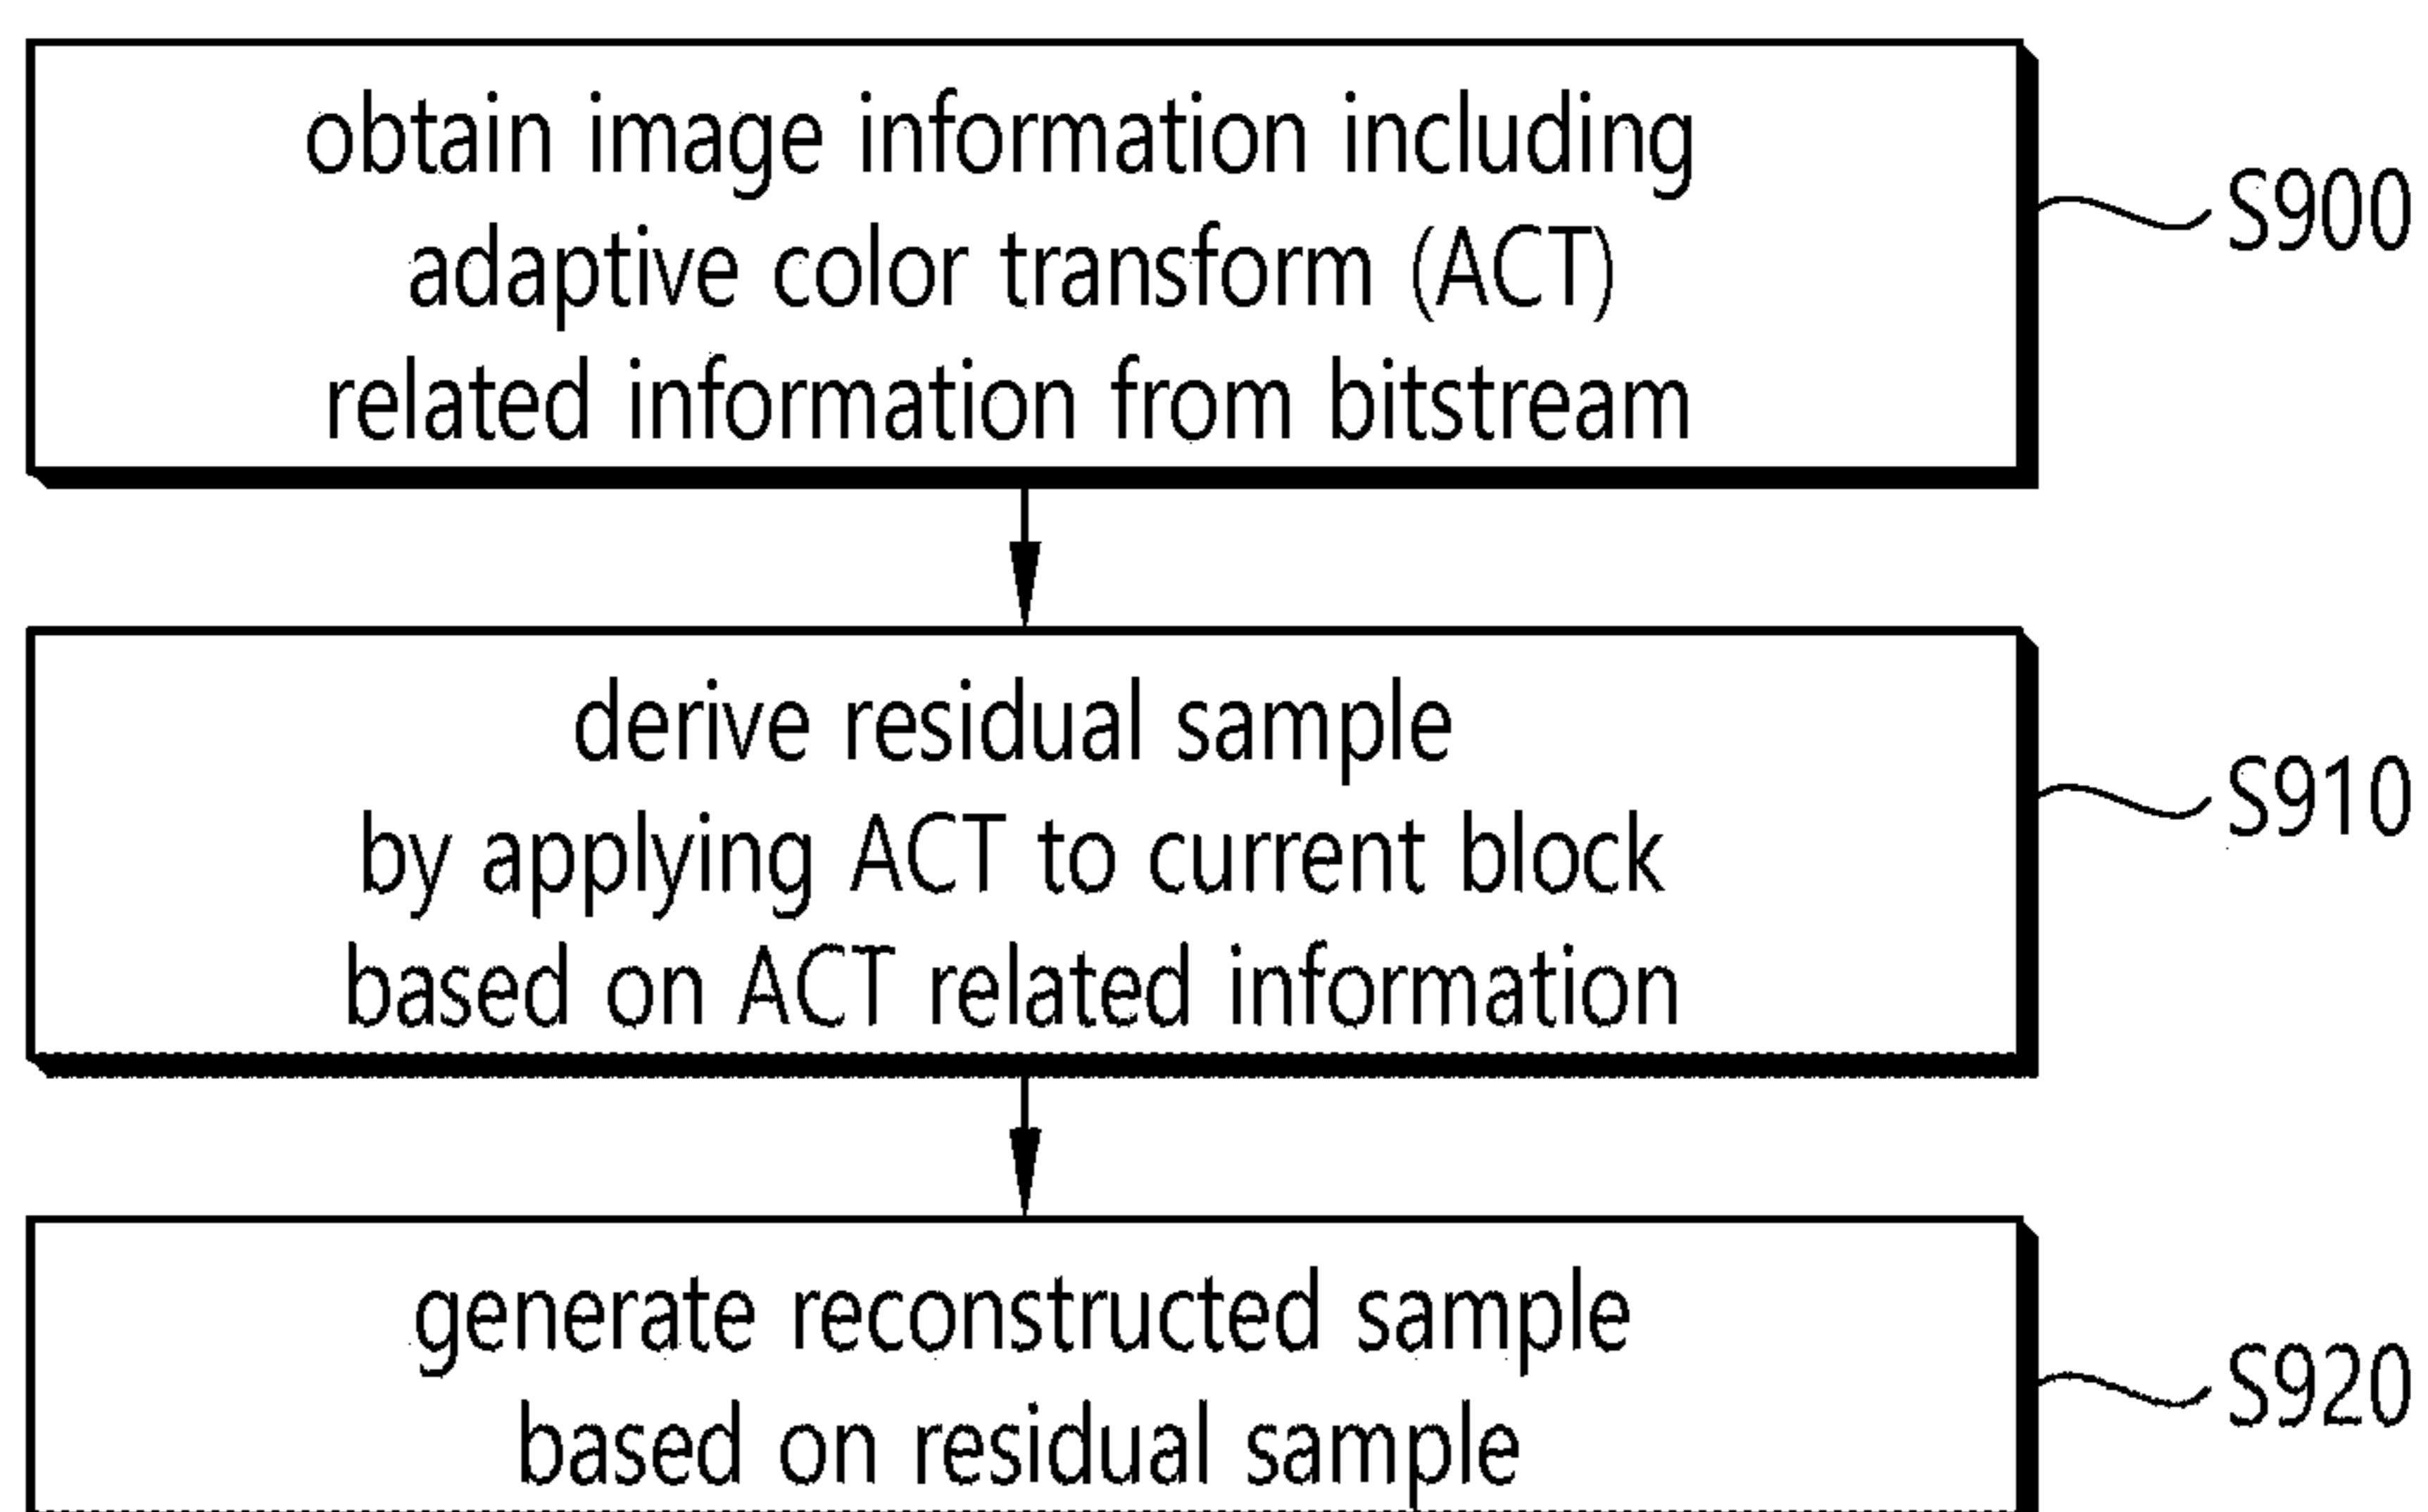 obtain image information including
adaptive color transform (ACT)
related information from bitstream
S900
derive residual sample
by applying ACT to current block
based on ACT related information
S910
generate reconstructed sample
based on residual sample
S920